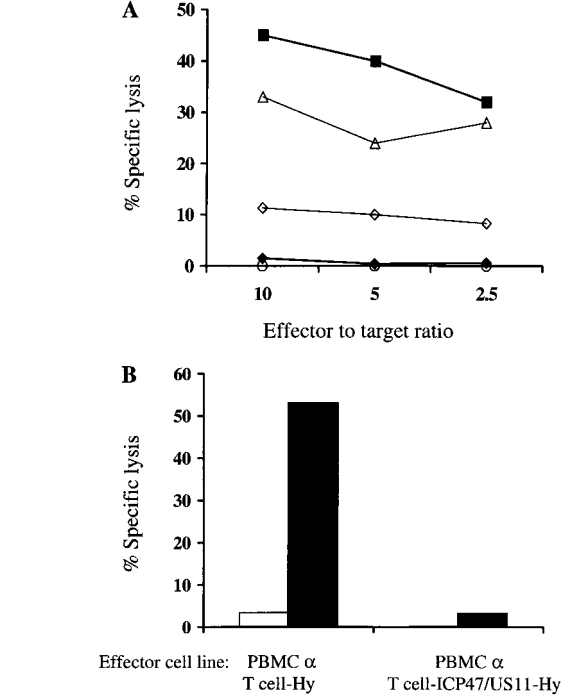 A
50
40
30
20
10
0
% Specific lysis
10 5 2.5
Effector to target ratio
B
60
50
40
30
20
10
0
% Specific lysis
Effector cell line: PBMC α PBMC α
T cell-Hy T cell-ICP47/US11-Hy